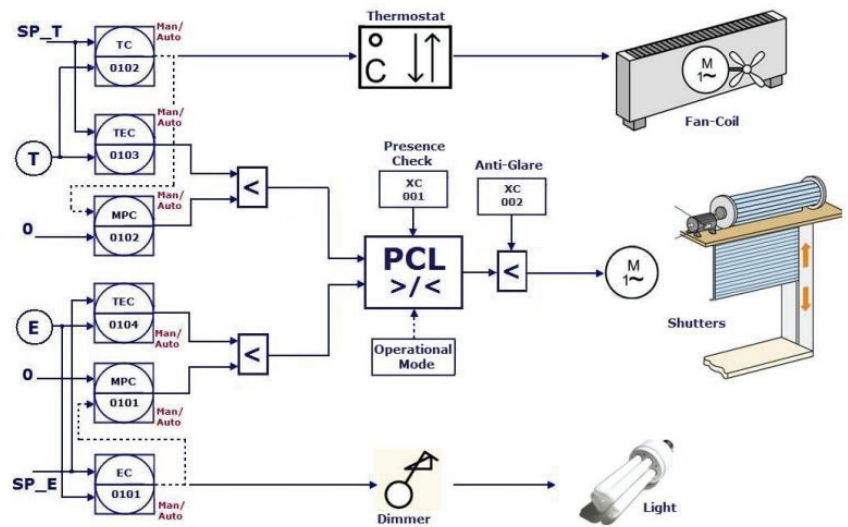 SP_T
TC
0102
Man/
Auto
Thermostat
°
C
M
1~
Fan-Coil
T
TEC
0103
Man/
Auto
<
Presence
Check
XC
001
Anti-Glare
XC
002
0
MPC
0102
Man/
Auto
PCL
>/<
<
M
1~
Shutters
E
TEC
0104
Man/
Auto
<
Operational
Mode
0
MPC
0101
Man/
Auto
SP_E
EC
0101
Man/
Auto
Dimmer
Light